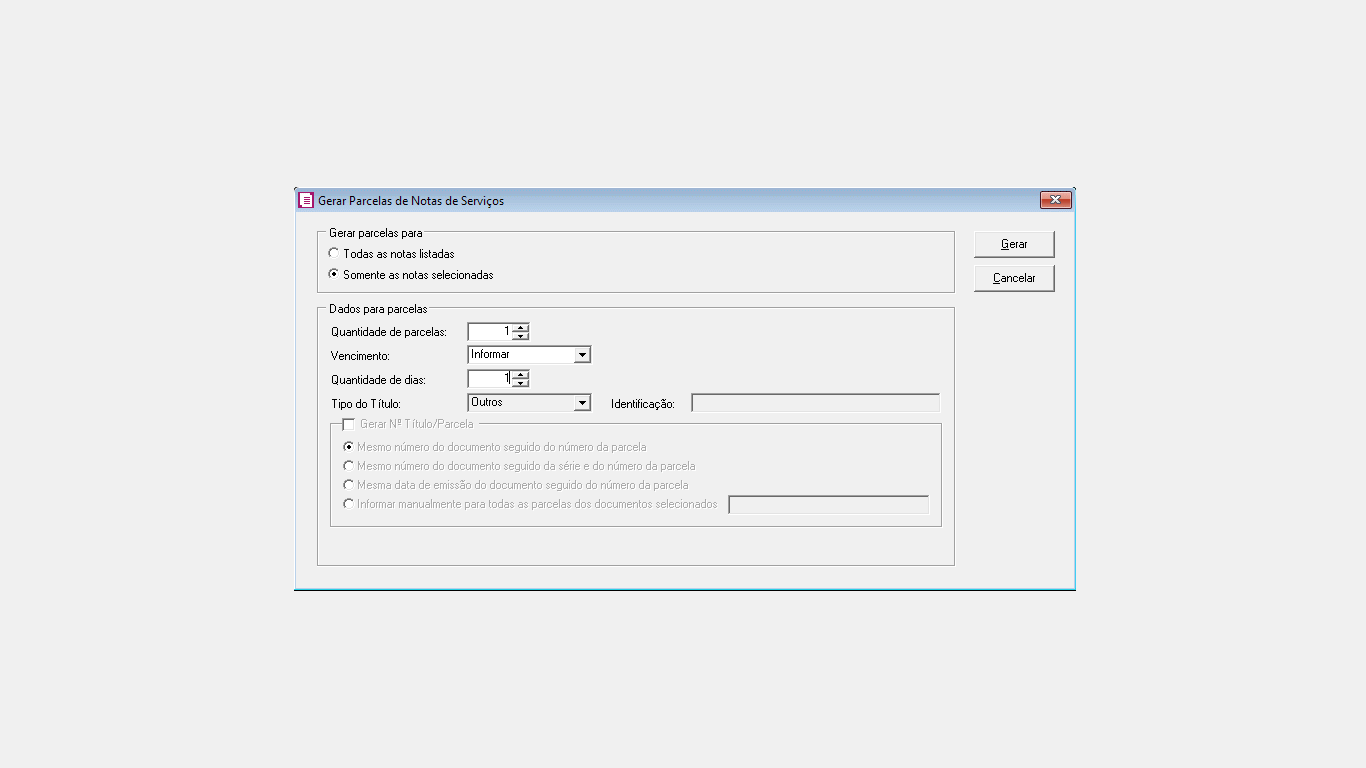 Gerar Parcelas de Notas de Serviços
Gerar parcelas para
Todas as notas listadas
Somente as notas selecionadas
Gerar
Cancelar
Dados para parcelas
Quantidade de parcelas: 1
Vencimento: Informar
Quantidade de dias: 1
Tipo do Título: Outros Identificação:
Gerar Nº Título/Parcela
Mesmo número do documento seguido do número da parcela
Mesmo número do documento seguido da série e do número da parcela
Mesma data de emissão do documento seguido do número da parcela
Informar manualmente para todas as parcelas dos documentos selecionados